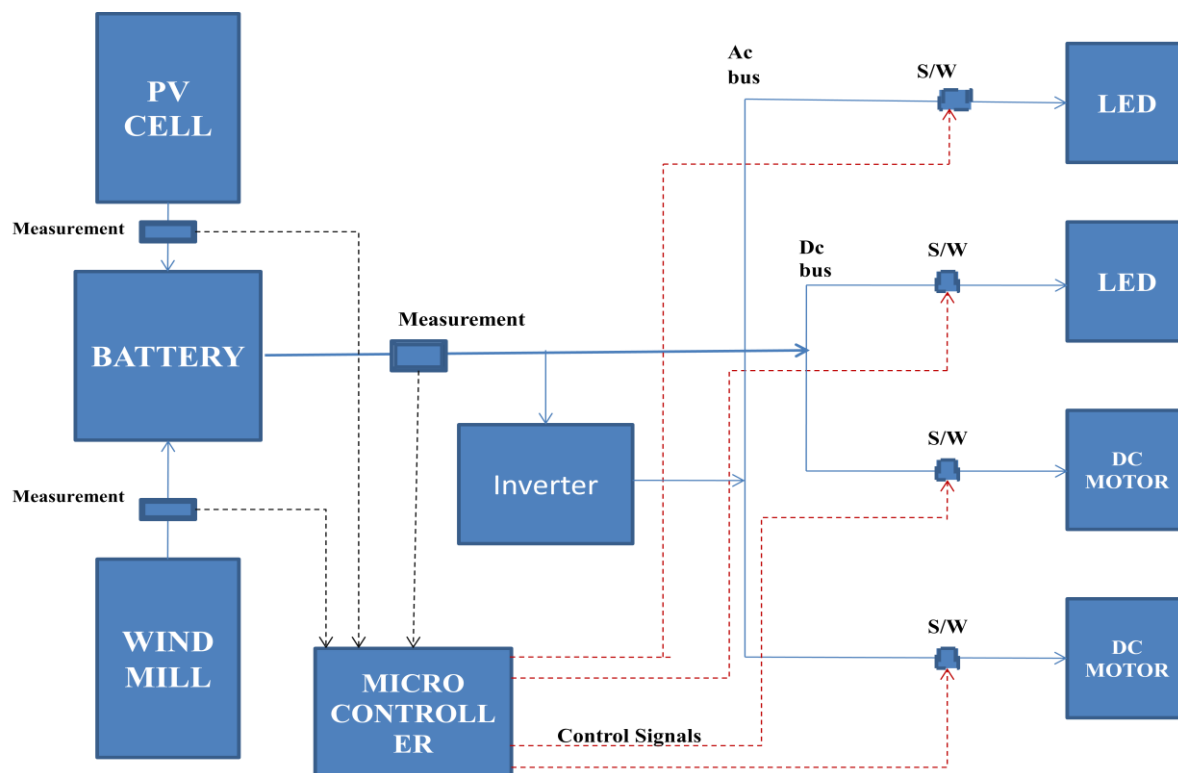 PV
CELL
Measurement
BATTERY
Measurement
WIND
MILL
Measurement
Inverter
MICRO
CONTROLL
ER
Control Signals
Ac
bus
S/W
LED
Dc
bus
S/W
LED
S/W
DC
MOTOR
S/W
DC
MOTOR